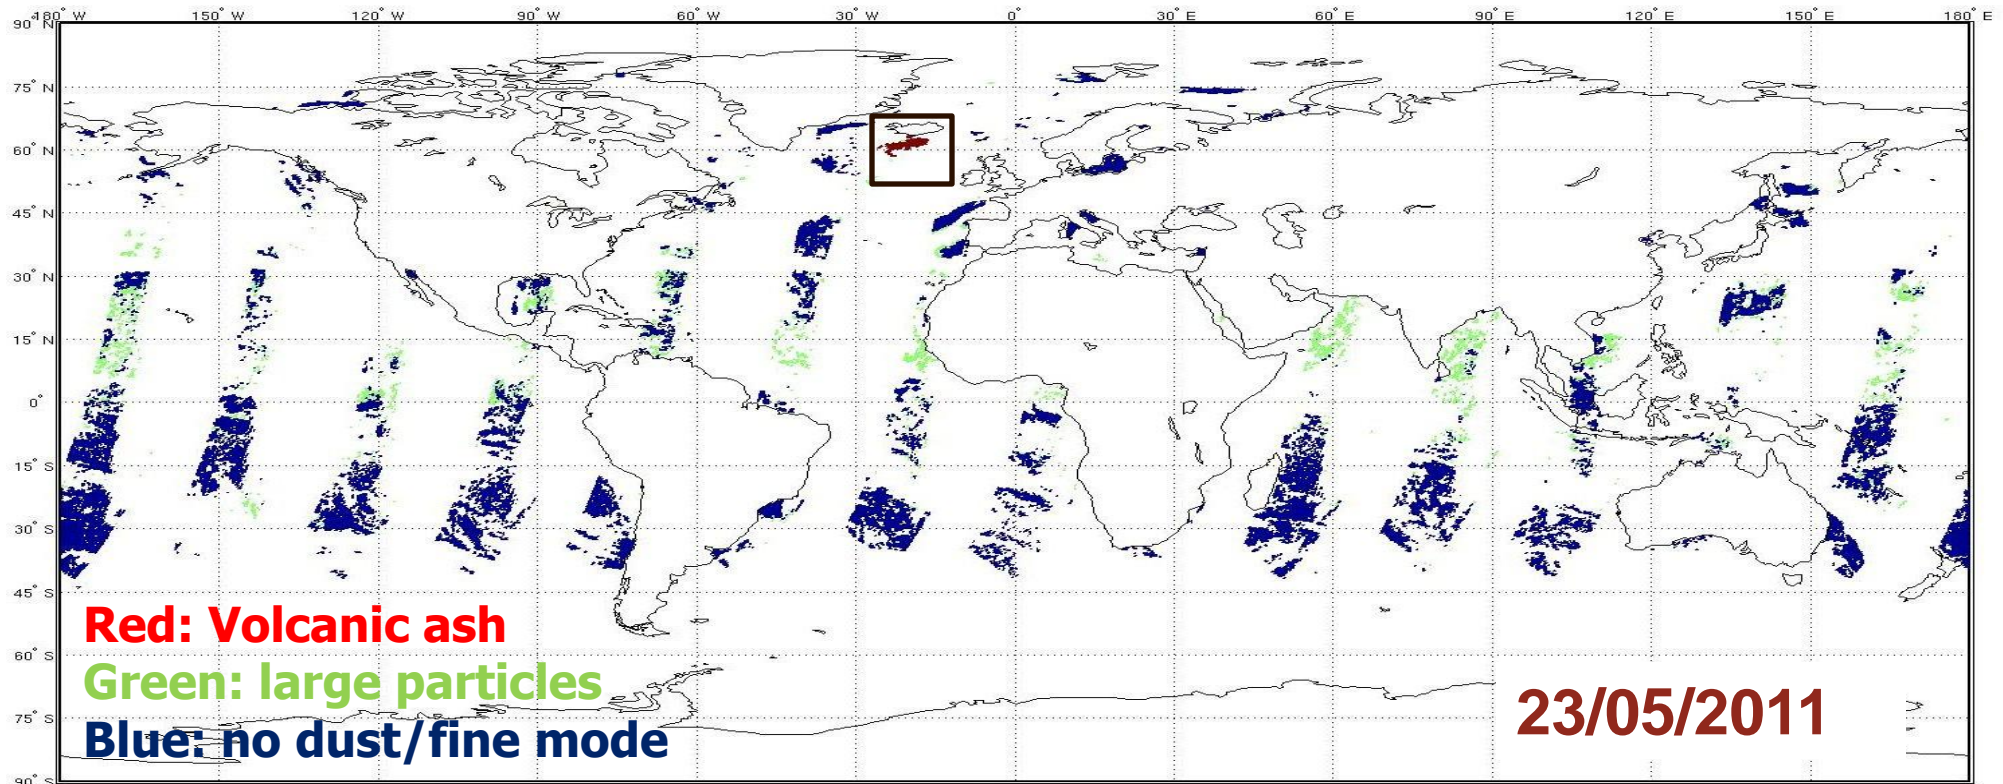 180° W 150° W 120° W 90° W 60° W 30° W 0° 30° E 60° E 90° E 120° E 150° E 180° E
90° N
75° N
60° N
45° N
30° N
15° N
0°
15° S
30° S
45° S
60° S
75° S
90° S
Red: Volcanic ash
Green: large particles
Blue: no dust/fine mode
23/05/2011